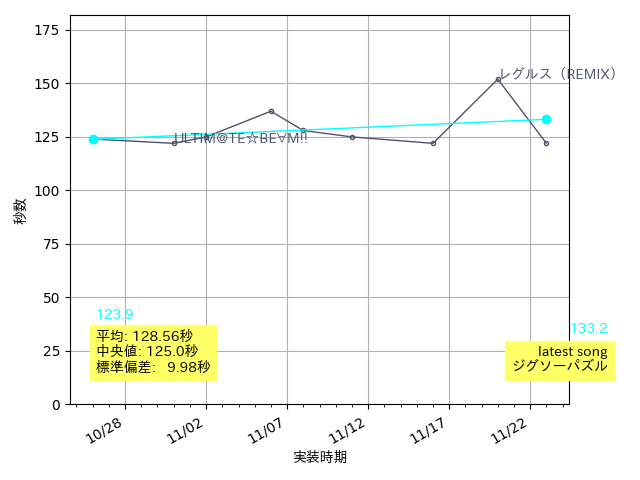 175
150
125
100
75
50
25
0
秒数
レグルス（REMIX）
ULTIM@TE☆BEΛM!!
123.9
平均: 128.56秒
中央値: 125.0秒
標準偏差:   9.98秒
133.2
latest song
ジグソーパズル
10/28
11/02
11/07
11/12
11/17
11/22
実装時期